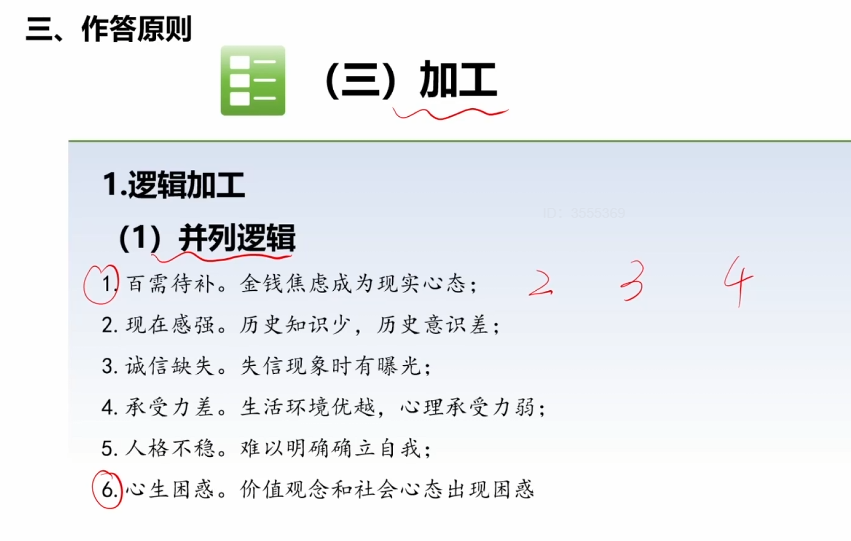 三、作答原则
（三）加工
1.逻辑加工
ID：3555369
（1）并列逻辑
1.百需待补。金钱焦虑成为现实心态； 2 3 4
2.现在感强。历史知识少，历史意识差；
3.诚信缺失。失信现象时有曝光；
4.承受力差。生活环境优越，心理承受力弱；
5.人格不稳。难以明确确立自我；
6.心生困惑。价值观念和社会心态出现困惑